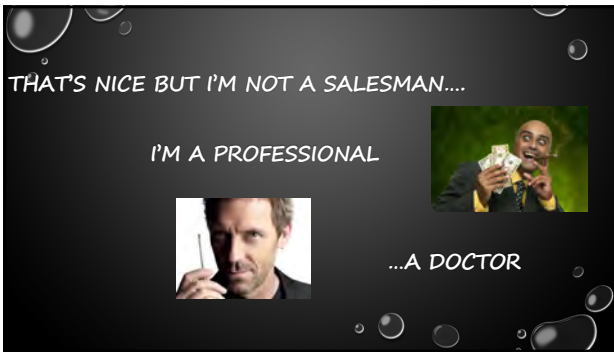 THAT'S NICE BUT I'M NOT A SALESMAN....
I'M A PROFESSIONAL
...A DOCTOR